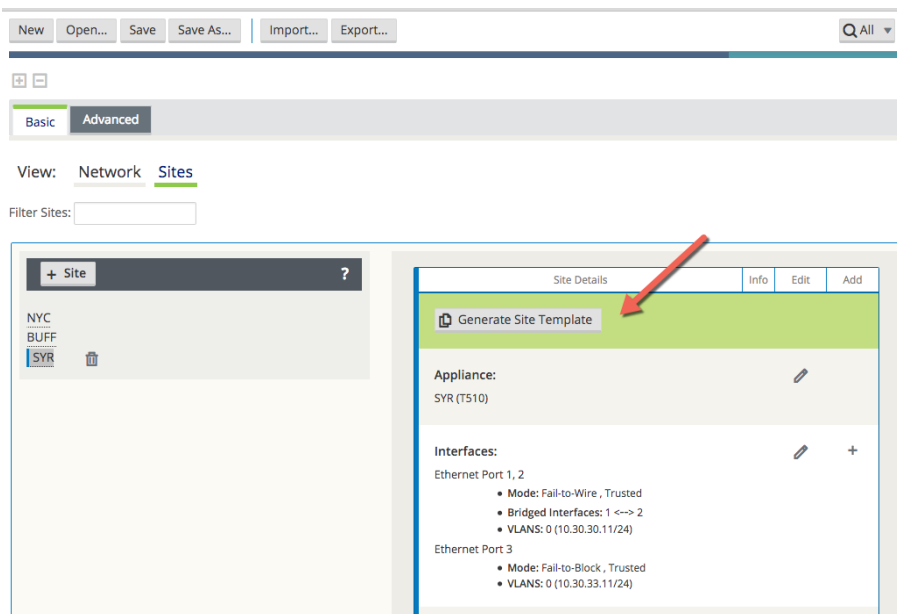 New Open... Save Save As... Import... Export... All
Basic Advanced
View: Network Sites
Filter Sites:
+ Site ?
NYC
BUFF
SYR
Site Details Info Edit Add
Generate Site Template
Appliance:
SYR (T510)
Interfaces: +
Ethernet Port 1, 2
• Mode: Fail-to-Wire , Trusted
• Bridged Interfaces: 1 <--> 2
• VLANS: 0 (10.30.30.11/24)
Ethernet Port 3
• Mode: Fail-to-Block , Trusted
• VLANS: 0 (10.30.33.11/24)